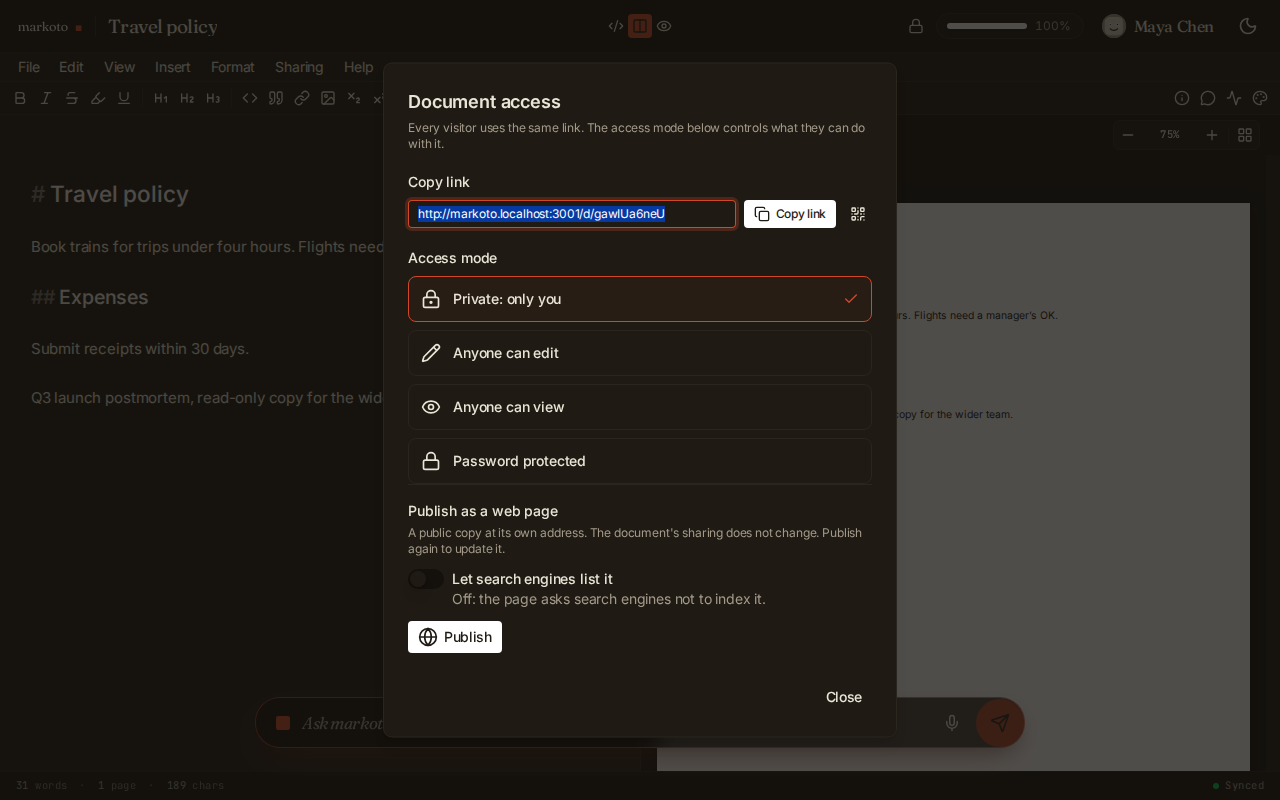 markoto
Travel policy
100%
Maya Chen
File Edit View Insert Format Sharing Help
H1 H2 H3
75%
# Travel policy
Book trains for trips under four hours. Flights need
## Expenses
Submit receipts within 30 days.
Q3 launch postmortem, read-only copy for the wid
Document access
Every visitor uses the same link. The access mode below controls what they can do
with it.
Copy link
http://markoto.localhost:3001/d/gawlUa6neU
Copy link
Access mode
Private: only you
Anyone can edit
Anyone can view
Password protected
Publish as a web page
A public copy at its own address. The document's sharing does not change. Publish
again to update it.
Let search engines list it
Off: the page asks search engines not to index it.
Publish
Close
rs. Flights need a manager's OK.
copy for the wider team.
Ask markot
31 words · 1 page · 189 chars
Synced